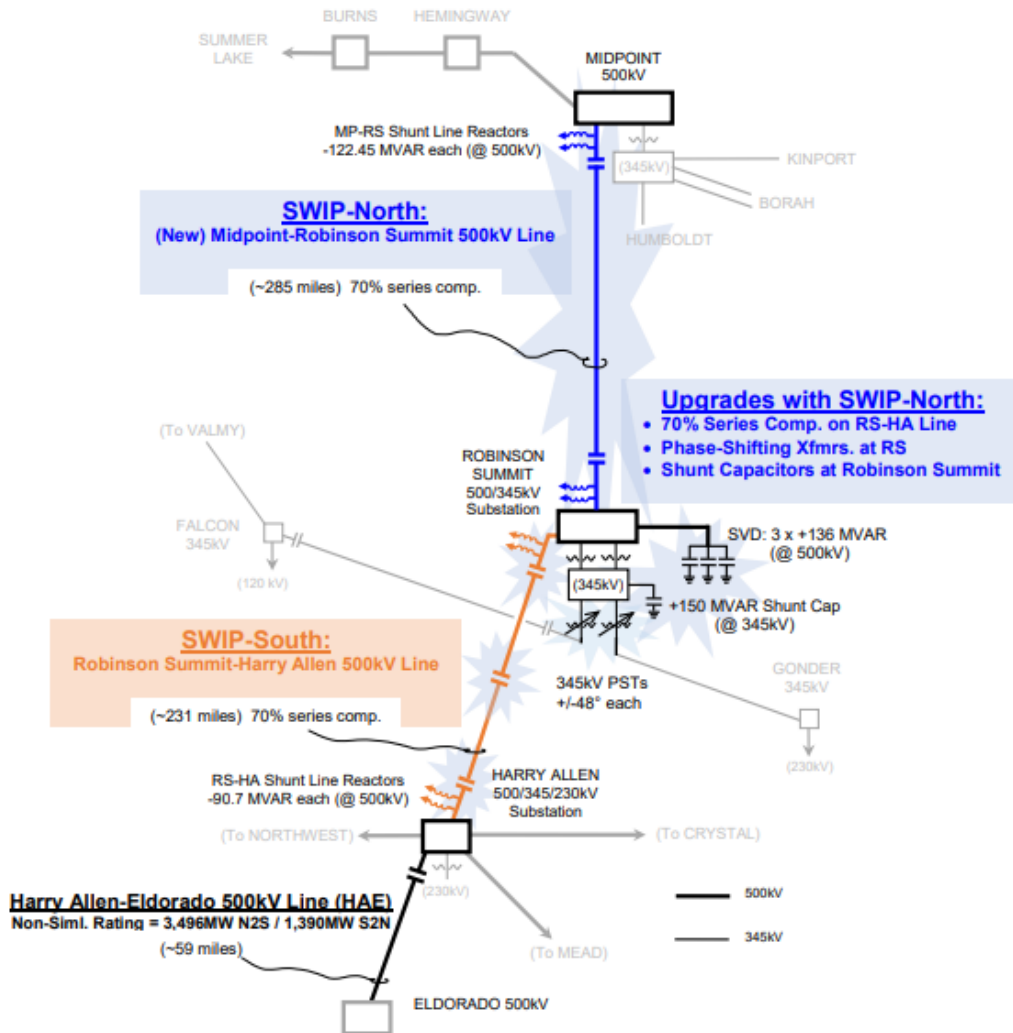 BURNS
HEMINGWAY
SUMMER
LAKE
MIDPOINT
500kV
MP-RS Shunt Line Reactors
-122.45 MVAR each (@ 500kV)
(345kV)
KINPORT
BORAH
HUMBOLDT
SWIP-North:
(New) Midpoint-Robinson Summit 500kV Line
(~285 miles) 70% series comp.
Upgrades with SWIP-North:
• 70% Series Comp. on RS-HA Line
• Phase-Shifting Xfmrs. at RS
• Shunt Capacitors at Robinson Summit
(To VALMY)
ROBINSON
SUMMIT
500/345kV
Substation
FALCON
345kV
(120 kV)
SVD: 3 x +136 MVAR
(@ 500kV)
(345kV)
+150 MVAR Shunt Cap
(@ 345kV)
SWIP-South:
Robinson Summit-Harry Allen 500kV Line
(~231 miles) 70% series comp.
345kV PSTs
+/-48° each
GONDER
345kV
(230kV)
RS-HA Shunt Line Reactors
-90.7 MVAR each (@ 500kV)
HARRY ALLEN
500/345/230kV
Substation
(To NORTHWEST)
(To CRYSTAL)
(230kV)
Harry Allen-Eldorado 500kV Line (HAE)
Non-Siml. Rating = 3,496MW N2S / 1,390MW S2N
(~59 miles)
(To MEAD)
500kV
345kV
ELDORADO 500kV